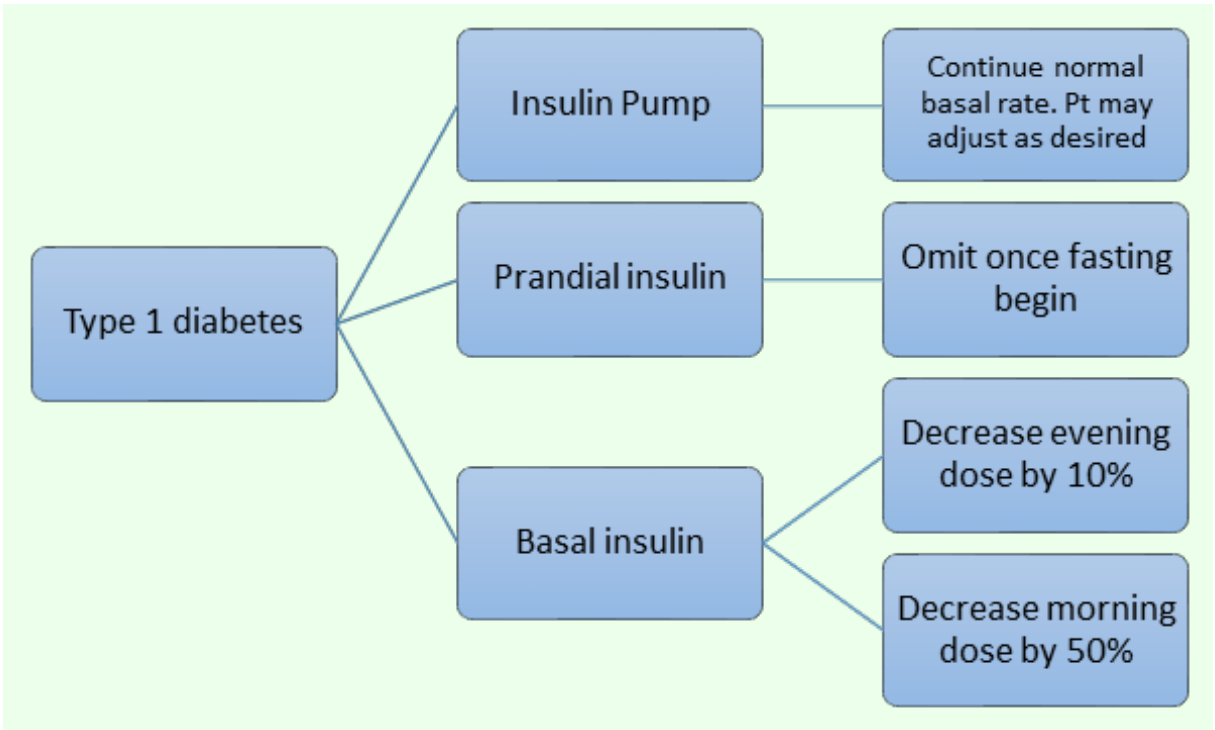 Type 1 diabetes
Insulin Pump
Continue normal
basal rate. Pt may
adjust as desired
Prandial insulin
Omit once fasting
begin
Basal insulin
Decrease evening
dose by 10%
Decrease morning
dose by 50%